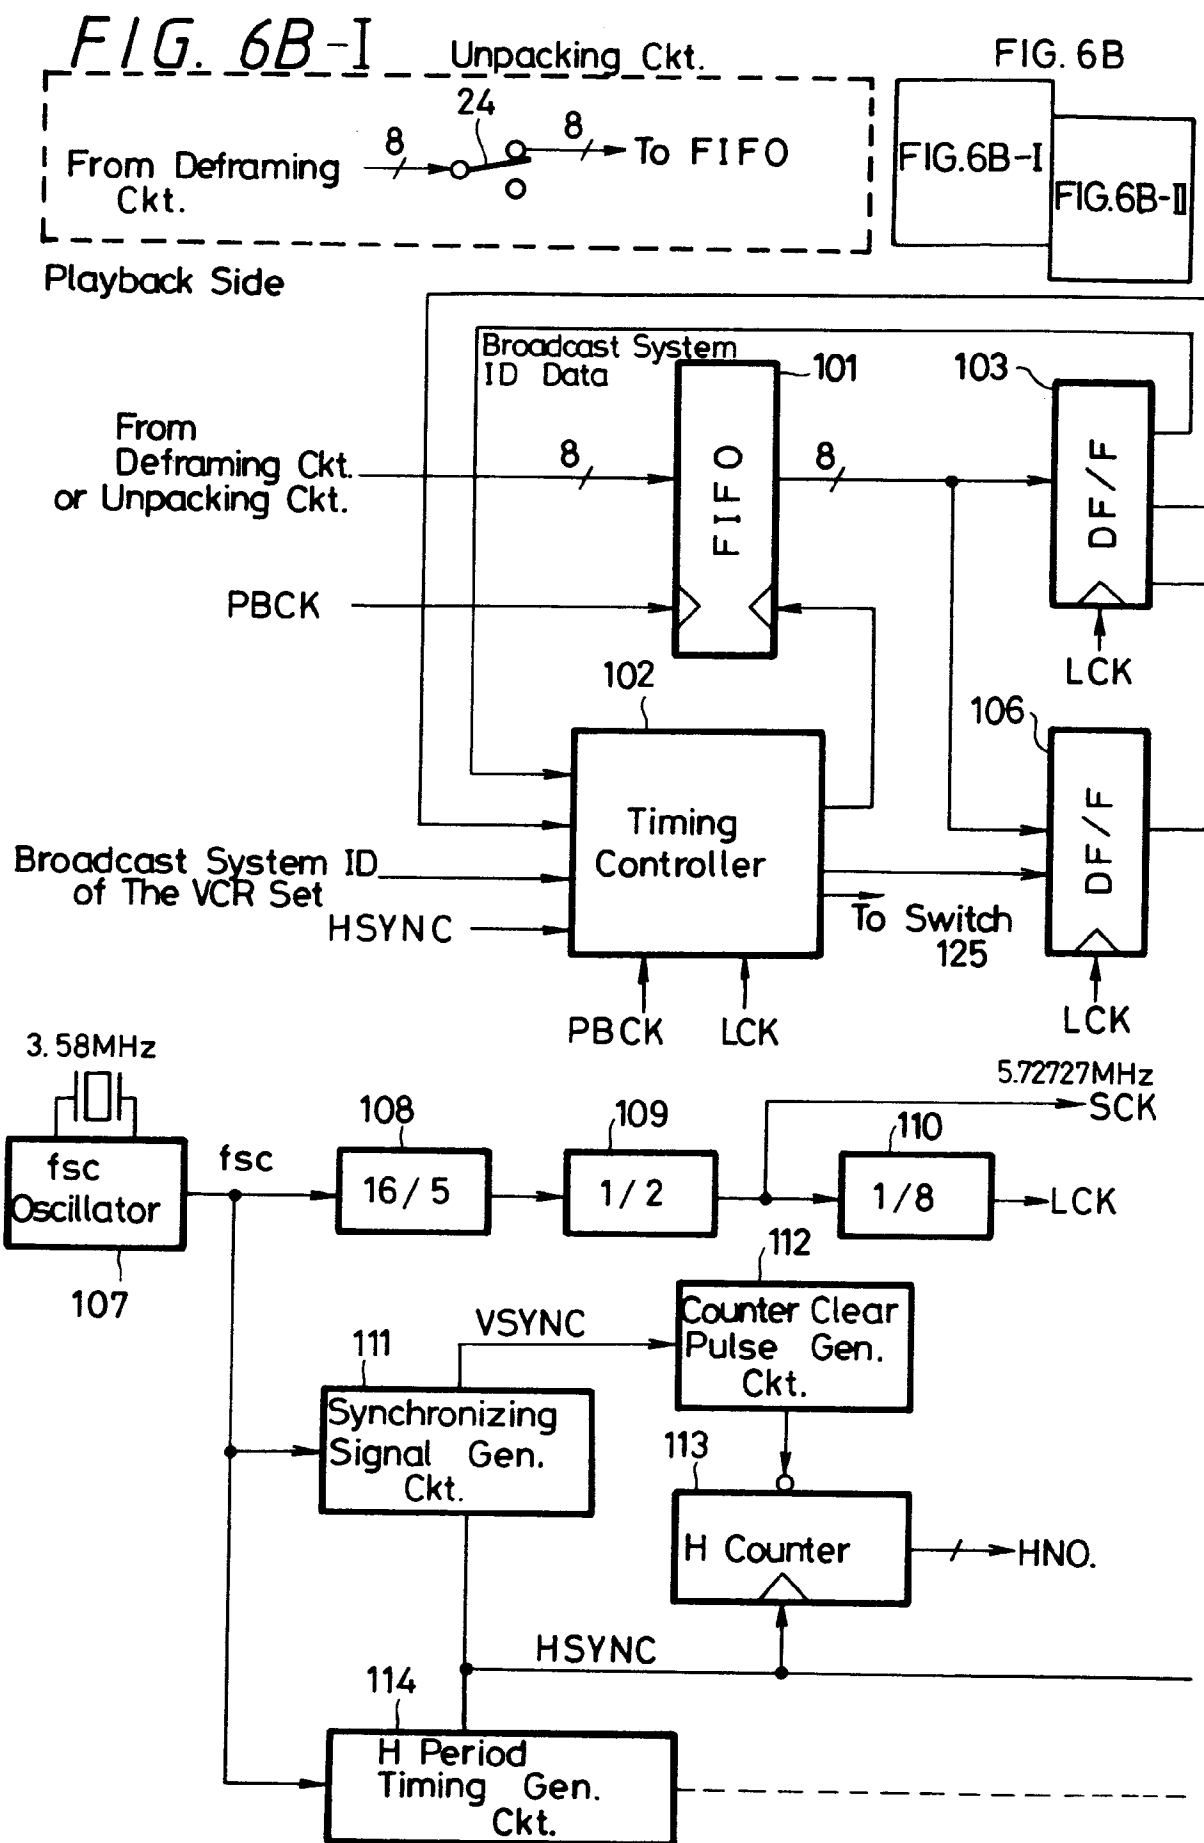 FIG. 6B-I
Unpacking Ckt.
FIG. 6B
24
8
8
From Deframing
Ckt.
To FIFO
FIG.6B-I
FIG.6B-II
Playback Side
Broadcast System
ID Data
101
103
From
Deframing Ckt.
or Unpacking Ckt.
8
FIFO
8
DF/F
PBCK
LCK
102
106
Timing
Controller
DF/F
Broadcast System ID
of The VCR Set
HSYNC
To Switch
125
PBCK
LCK
LCK
3.58MHz
5.72727MHz
SCK
108
109
110
fsc
Oscillator
fsc
16/5
1/2
1/8
LCK
107
112
Counter Clear
Pulse Gen.
Ckt.
VSYNC
111
Synchronizing
Signal Gen.
Ckt.
113
H Counter
HNO.
HSYNC
114
H Period
Timing Gen.
Ckt.